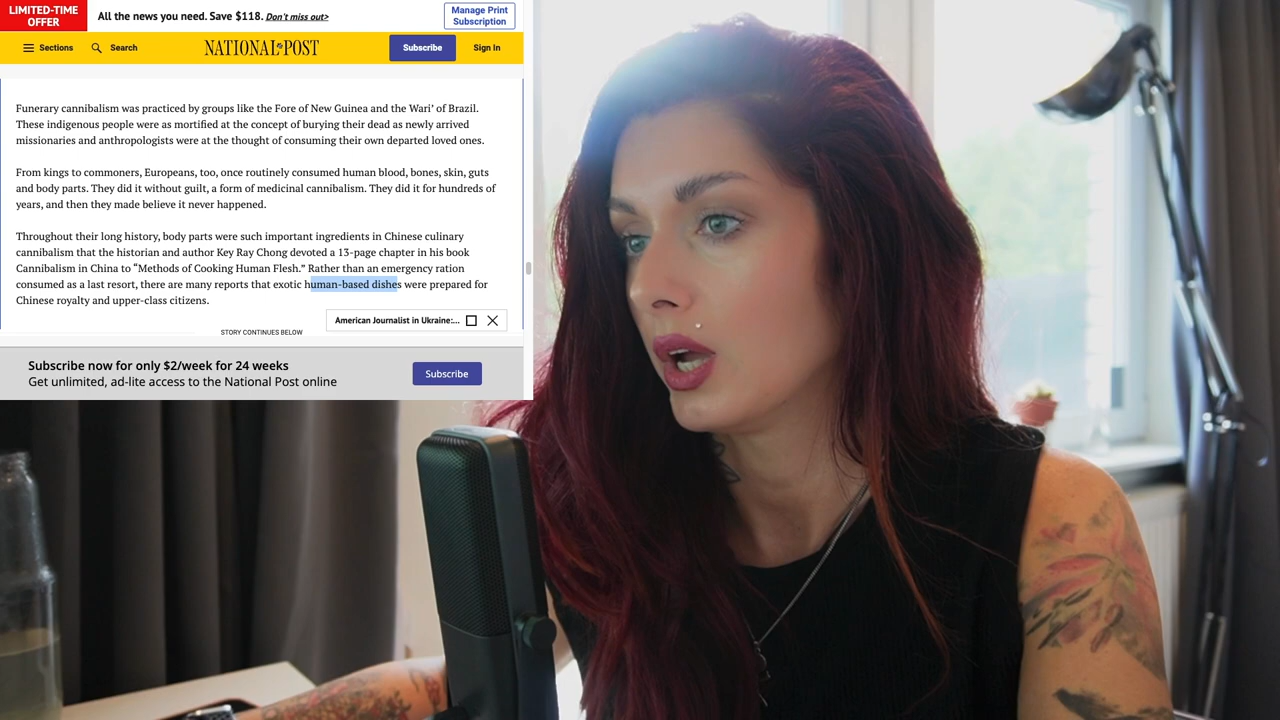 LIMITED-TIME
OFFER
All the news you need. Save $118. Don't miss out>
Manage Print
Subscription
Sections
Search
NATIONAL POST
Subscribe
Sign In
Funerary cannibalism was practiced by groups like the Fore of New Guinea and the Wari’ of Brazil.
These indigenous people were as mortified at the concept of burying their dead as newly arrived
missionaries and anthropologists were at the thought of consuming their own departed loved ones.
From kings to commoners, Europeans, too, once routinely consumed human blood, bones, skin, guts
and body parts. They did it without guilt, a form of medicinal cannibalism. They did it for hundreds of
years, and then they made believe it never happened.
Throughout their long history, body parts were such important ingredients in Chinese culinary
cannibalism that the historian and author Key Ray Chong devoted a 13-page chapter in his book
Cannibalism in China to “Methods of Cooking Human Flesh.” Rather than an emergency ration
consumed as a last resort, there are many reports that exotic human-based dishes were prepared for
Chinese royalty and upper-class citizens.
American Journalist in Ukraine:...
STORY CONTINUES BELOW
Subscribe now for only $2/week for 24 weeks
Get unlimited, ad-lite access to the National Post online
Subscribe